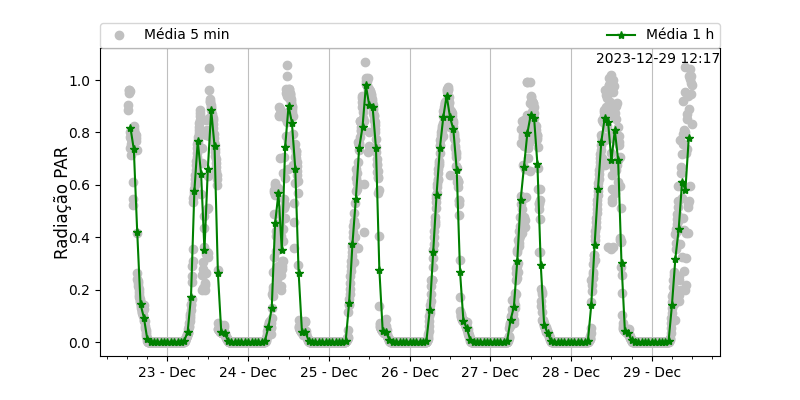 Média 5 min
Média 1 h
2023-12-29 12:17
Radiação PAR
1.0
0.8
0.6
0.4
0.2
0.0
23 - Dec
24 - Dec
25 - Dec
26 - Dec
27 - Dec
28 - Dec
29 - Dec